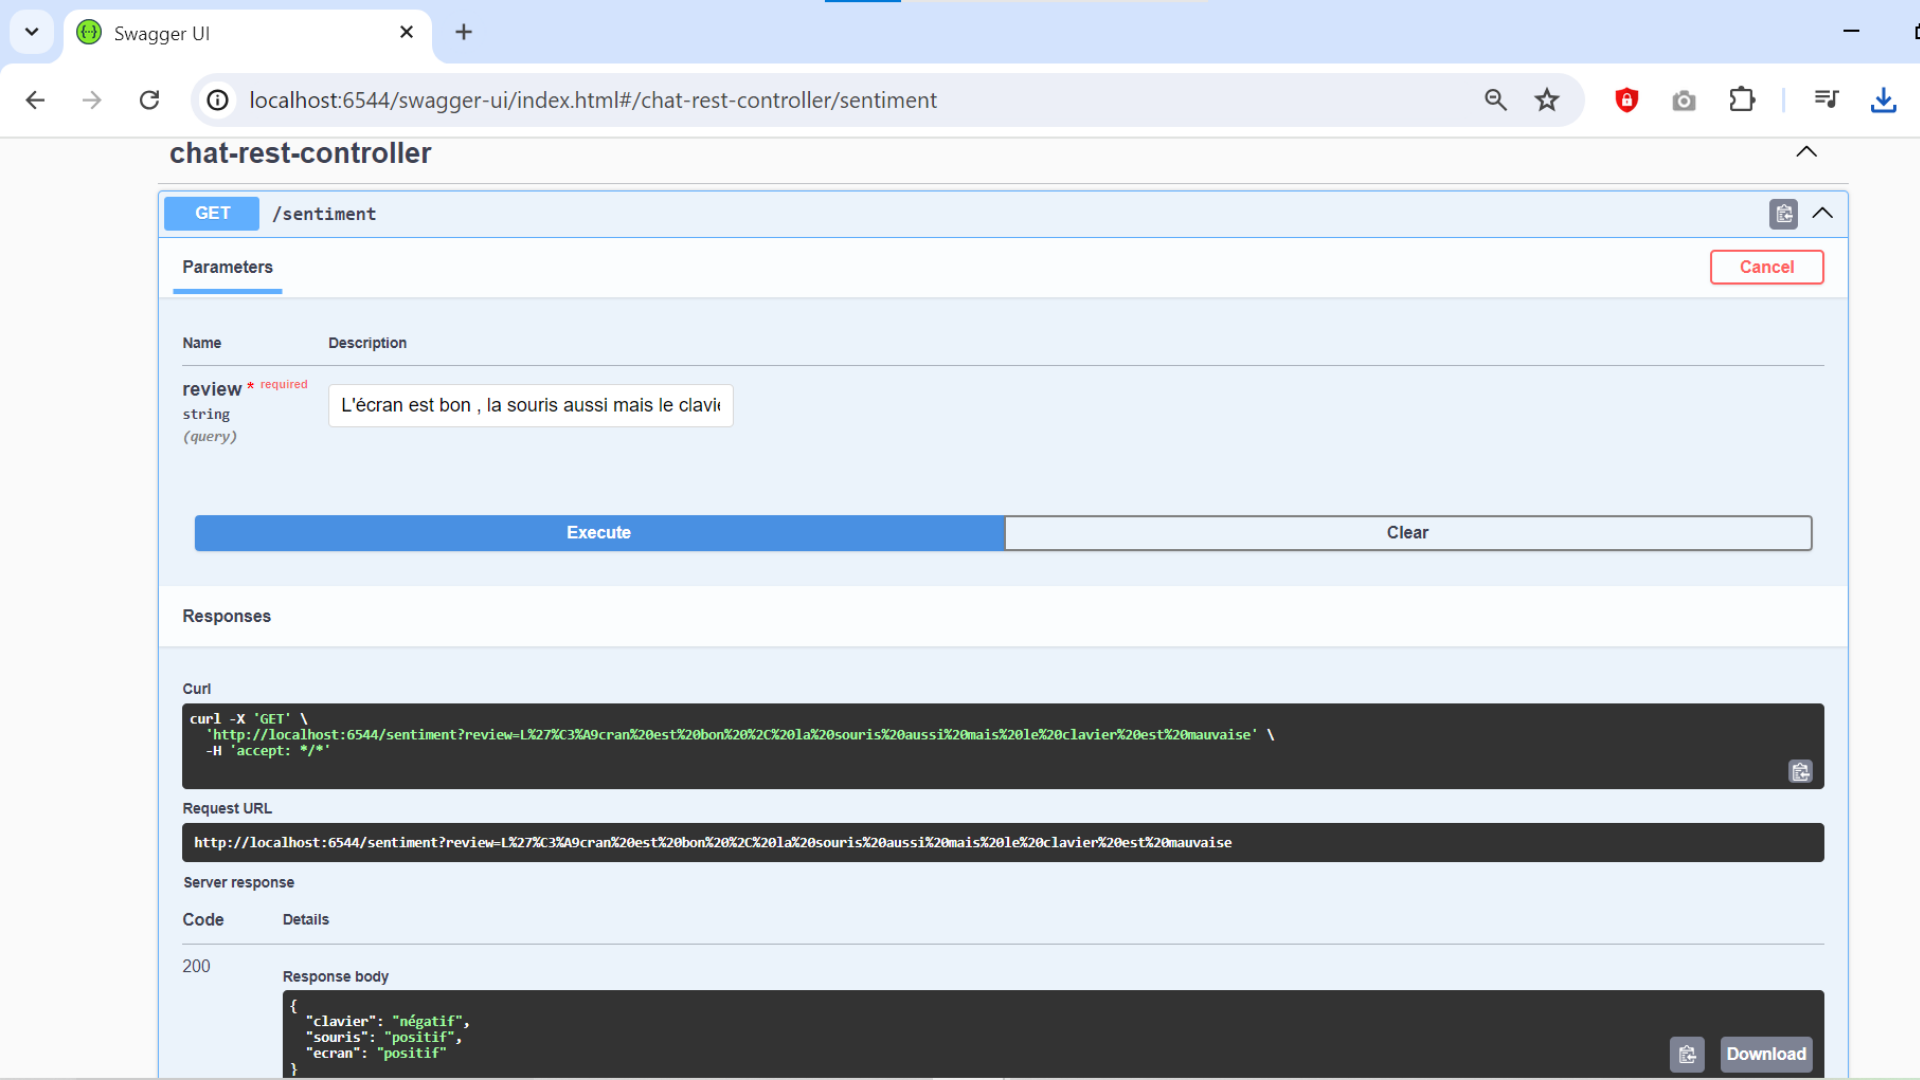 Swagger UI
localhost:6544/swagger-ui/index.html#/chat-rest-controller/sentiment
chat-rest-controller
GET /sentiment
Parameters Cancel
Name Description
review * required
string
(query)
L'écran est bon , la souris aussi mais le clavie
Execute Clear
Responses
Curl
curl -X 'GET' \
'http://localhost:6544/sentiment?review=L%27%C3%A9cran%20est%20bon%20%2C%20la%20souris%20aussi%20mais%20le%20clavier%20est%20mauvaise' \
-H 'accept: */*'
Request URL
http://localhost:6544/sentiment?review=L%27%C3%A9cran%20est%20bon%20%2C%20la%20souris%20aussi%20mais%20le%20clavier%20est%20mauvaise
Server response
Code Details
200
Response body
{
"clavier": "négatif",
"souris": "positif",
"ecran": "positif"
}
Download